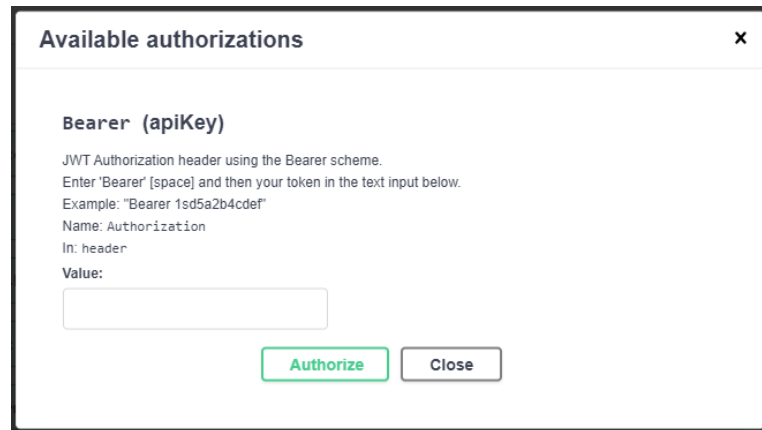 Available authorizations
×
Bearer (apiKey)
JWT Authorization header using the Bearer scheme.
Enter 'Bearer' [space] and then your token in the text input below.
Example: "Bearer 1sd5a2b4cdef"
Name: Authorization
In: header
Value:
Authorize Close